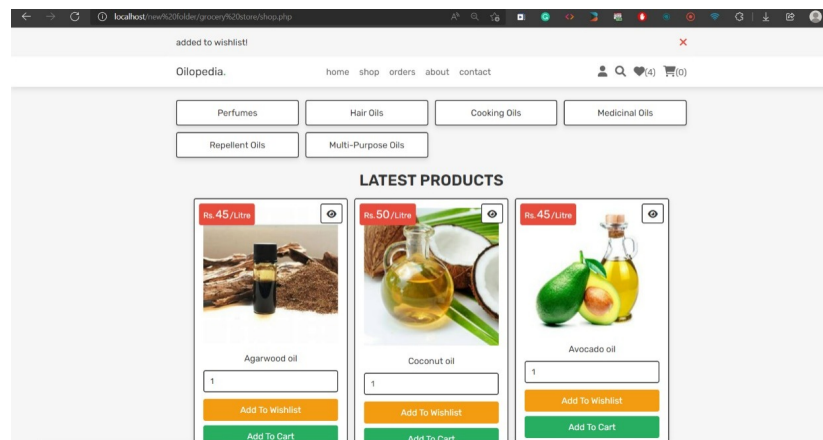 localhost/new%20folder/grocery%20store/shop.php
added to wishlist!
Oilopedia.
home shop orders about contact
(4) (0)
Perfumes Hair Oils Cooking Oils Medicinal Oils
Repellent Oils Multi-Purpose Oils
LATEST PRODUCTS
Rs.45/Litre Rs.50/Litre Rs.45/Litre
Agarwood oil Coconut oil Avocado oil
1 1 1
Add To Wishlist Add To Wishlist Add To Wishlist
Add To Cart Add To Cart Add To Cart